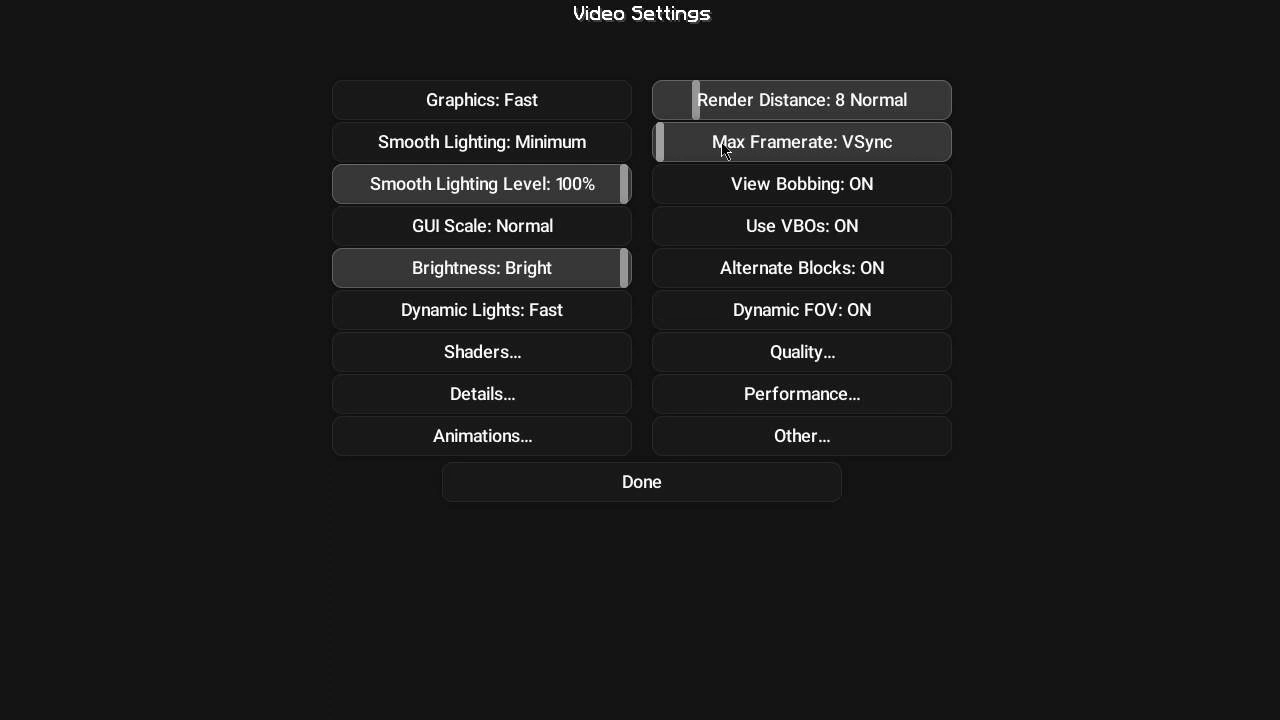 Video Settings
Graphics: Fast
Render Distance: 8 Normal
Smooth Lighting: Minimum
Max Framerate: VSync
Smooth Lighting Level: 100%
View Bobbing: ON
GUI Scale: Normal
Use VBOs: ON
Brightness: Bright
Alternate Blocks: ON
Dynamic Lights: Fast
Dynamic FOV: ON
Shaders...
Quality...
Details...
Performance...
Animations...
Other...
Done